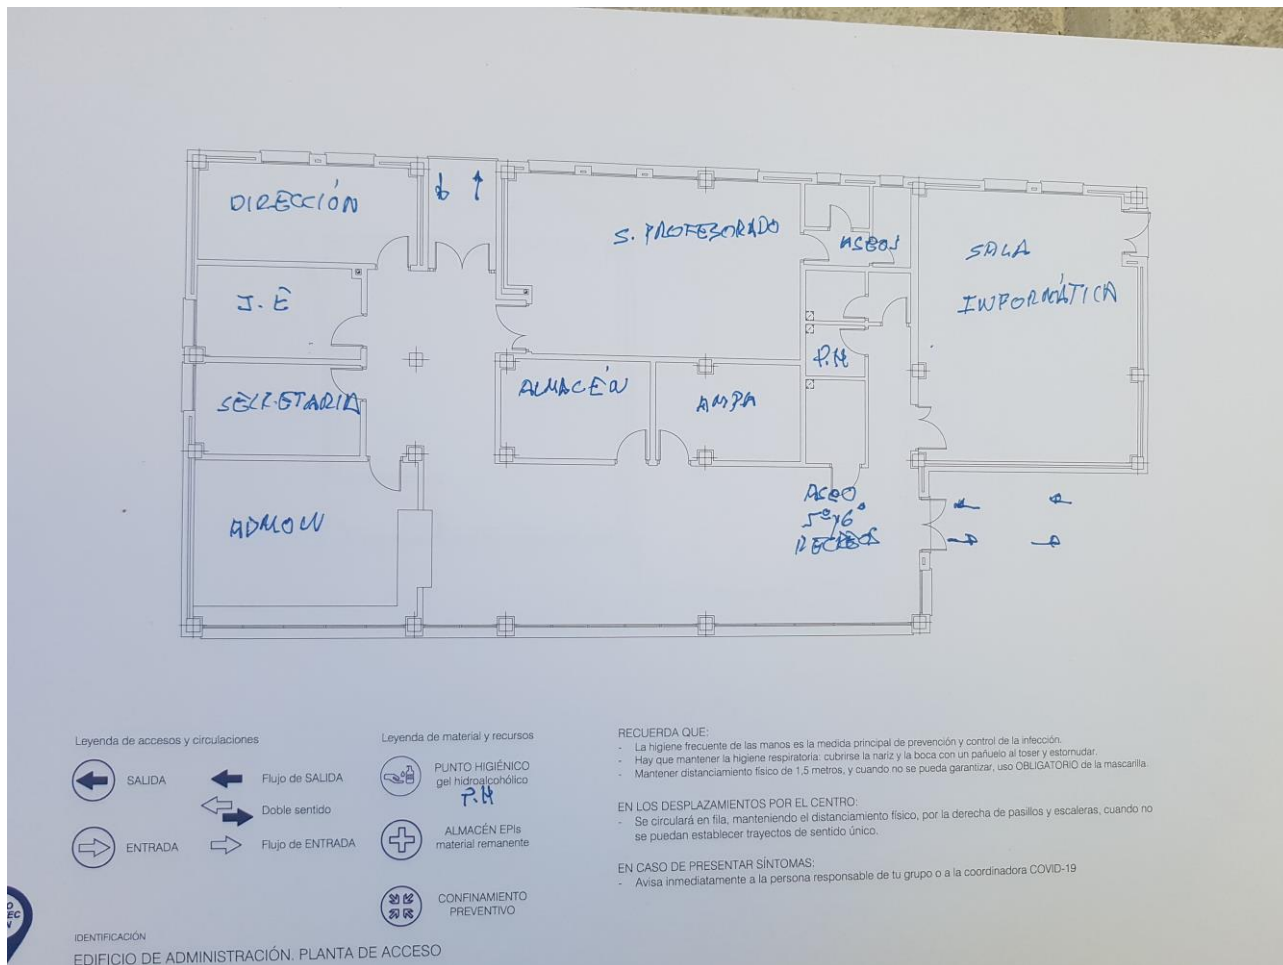 DIRECCIÓN
S. PROFESORADO
ASEOS
SALA
INFORMÁTICA
J. E
P.H
SECRETARIA
ALMACÉN
AMPA
ADMON
ASEO
5º y 6º
RECREOS
Leyenda de accesos y circulaciones
SALIDA
Flujo de SALIDA
Doble sentido
ENTRADA
Flujo de ENTRADA
Leyenda de material y recursos
PUNTO HIGIÉNICO
gel hidroalcohólico
P.H
ALMACÉN EPIs
material remanente
CONFINAMIENTO
PREVENTIVO
RECUERDA QUE:
- La higiene frecuente de las manos es la medida principal de prevención y control de la infección.
- Hay que mantener la higiene respiratoria: cubrirse la nariz y la boca con un pañuelo al toser y estornudar.
- Mantener distanciamiento físico de 1,5 metros, y cuando no se pueda garantizar, uso OBLIGATORIO de la mascarilla.
EN LOS DESPLAZAMIENTOS POR EL CENTRO:
- Se circulará en fila, manteniendo el distanciamiento físico, por la derecha de pasillos y escaleras, cuando no
se puedan establecer trayectos de sentido único.
EN CASO DE PRESENTAR SÍNTOMAS:
- Avisa inmediatamente a la persona responsable de tu grupo o a la coordinadora COVID-19
IDENTIFICACIÓN
EDIFICIO DE ADMINISTRACIÓN. PLANTA DE ACCESO